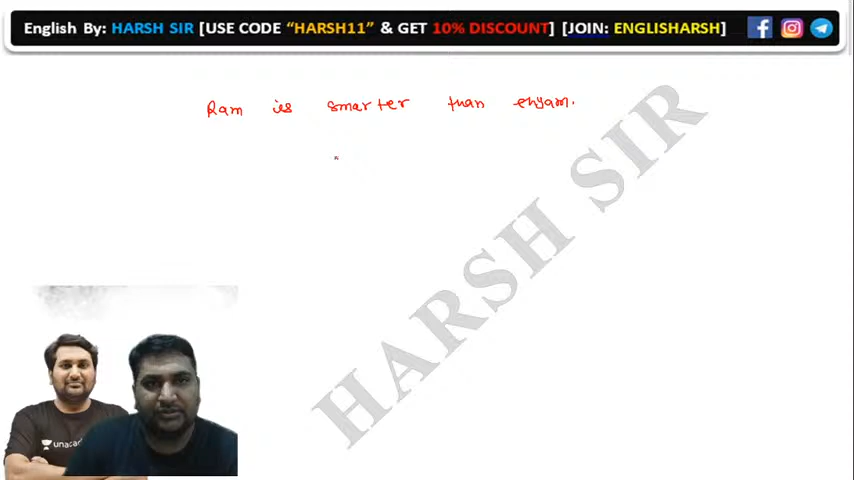 English By: HARSH SIR [USE CODE “HARSH11” & GET 10% DISCOUNT] [JOIN: ENGLISHARSH]
Ram is smarter than shyam.
HARSH SIR
unacad